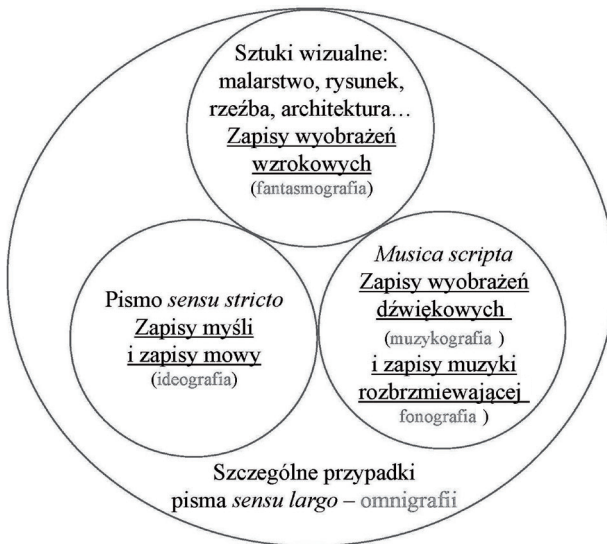 Sztuki wizualne:
malarstwo, rysunek,
rzeźba, architektura…
Zapisy wyobrażeń
wzrokowych
(fantasmografia)
Pismo sensu stricto
Zapisy myśli
i zapisy mowy
(ideografia)
Musica scripta
Zapisy wyobrażeń
dźwiękowych
(muzykografia )
i zapisy muzyki
rozbrzmiewającej
fonografia )
Szczególne przypadki
pisma sensu largo – omnigrafii